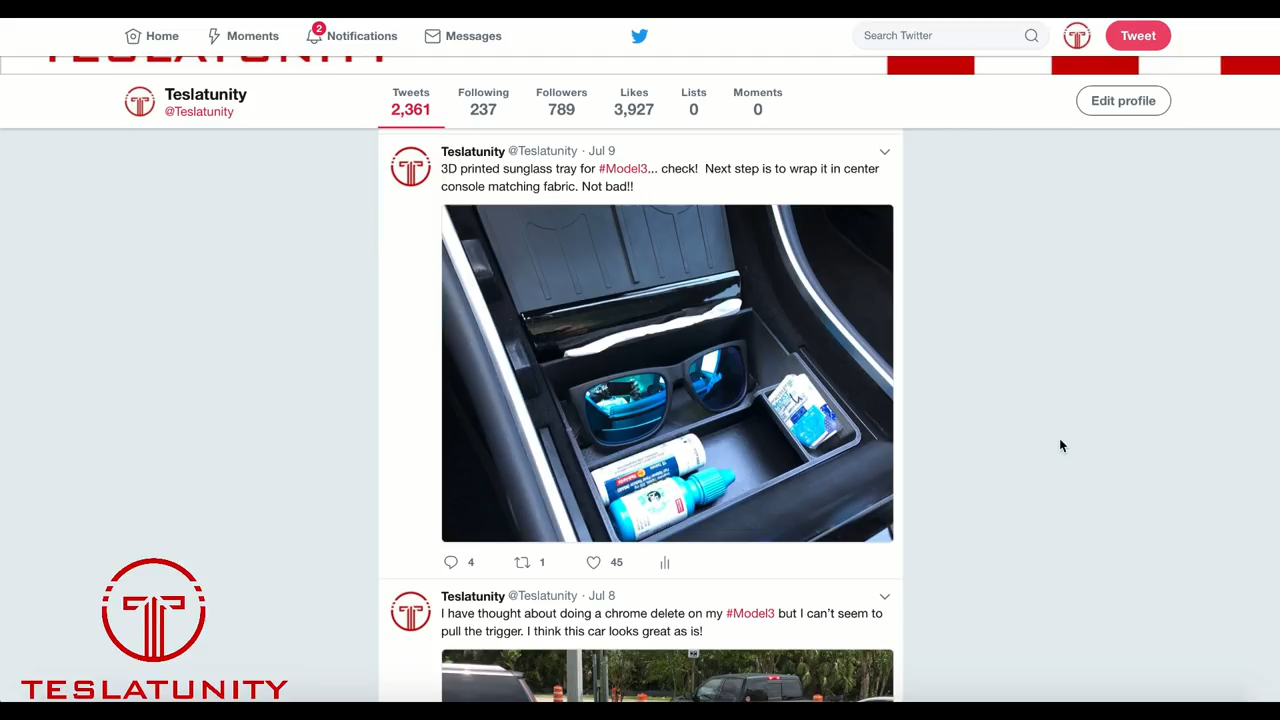 TESLATUNITY
Home
Moments
2
Notifications
Messages
Search Twitter
Tweet
Teslatunity
@Teslatunity
Tweets
2,361
Following
237
Followers
789
Likes
3,927
Lists
0
Moments
0
Edit profile
Teslatunity @Teslatunity · Jul 9
3D printed sunglass tray for #Model3... check! Next step is to wrap it in center
console matching fabric. Not bad!!
4
1
45
Teslatunity @Teslatunity · Jul 8
I have thought about doing a chrome delete on my #Model3 but I can't seem to
pull the trigger. I think this car looks great as is!
TESLATUNITY